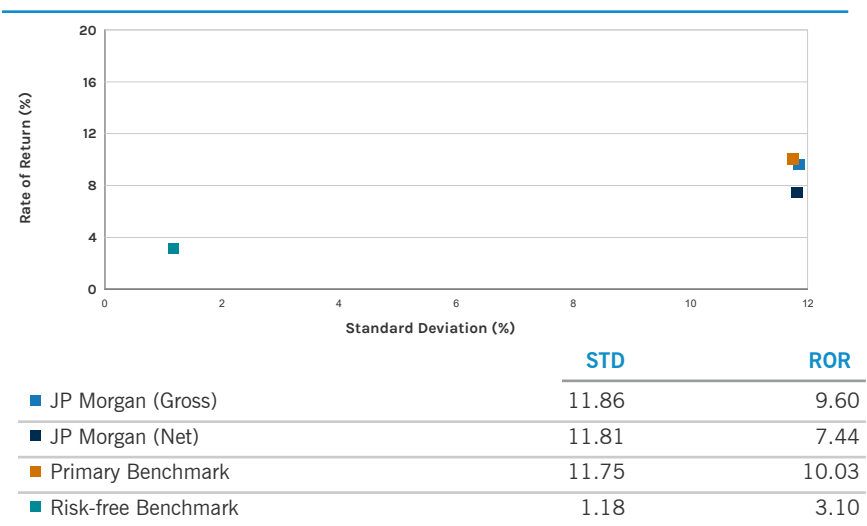 20
16
12
8
4
0
Rate of Return (%)
0 2 4 6 8 10 12
Standard Deviation (%)
STD ROR
JP Morgan (Gross) 11.86 9.60
JP Morgan (Net) 11.81 7.44
Primary Benchmark 11.75 10.03
Risk-free Benchmark 1.18 3.10